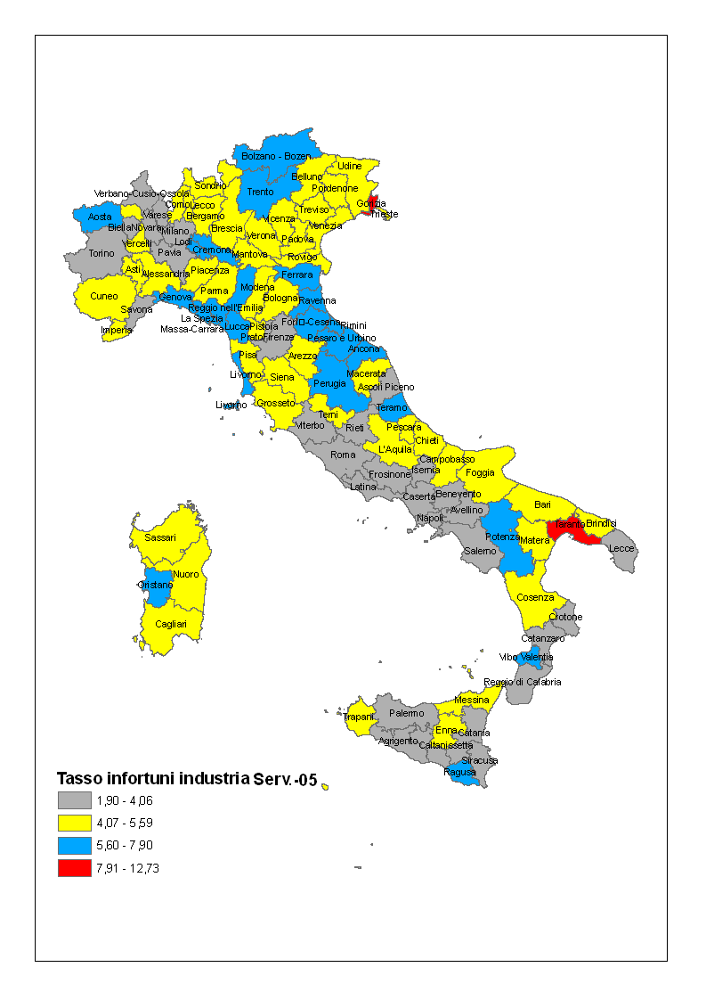 Bolzano - Bozen
Udine
Belluno
Sondrio
Pordenone
Verbano-Cusio-Ossola
Trento
Gorizia
Como
Lecco
Treviso
Trieste
Aosta
Varese
Bergamo
Vicenza
Venezia
Biella
Novara
Milano
Brescia
Verona
Padova
Vercelli
Lodi
Cremona
Mantova
Rovigo
Torino
Pavia
Asti
Alessandria
Piacenza
Ferrara
Cuneo
Parma
Modena
Genova
Bologna
Ravenna
Savona
Reggio nell'Emilia
La Spezia
Forl□-Cesena
Rimini
Imperia
Massa-Carrara
Lucca
Pistoia
Prato
Firenze
Pesaro e Urbino
Ancona
Pisa
Arezzo
Livorno
Siena
Macerata
Perugia
Ascoli Piceno
Livorno
Grosseto
Teramo
Terni
Viterbo
Rieti
Pescara
Chieti
L'Aquila
Roma
Campobasso
Isernia
Foggia
Frosinone
Latina
Caserta
Benevento
Bari
Avellino
Napoli
Taranto
Brindisi
Sassari
Potenza
Matera
Lecce
Salerno
Nuoro
Oristano
Cosenza
Cagliari
Crotone
Catanzaro
Vibo Valentia
Reggio di Calabria
Messina
Trapani
Palermo
Enna
Catania
Agrigento
Caltanissetta
Siracusa
Ragusa
Tasso infortuni industria Serv.-05
1,90 - 4,06
4,07 - 5,59
5,60 - 7,90
7,91 - 12,73